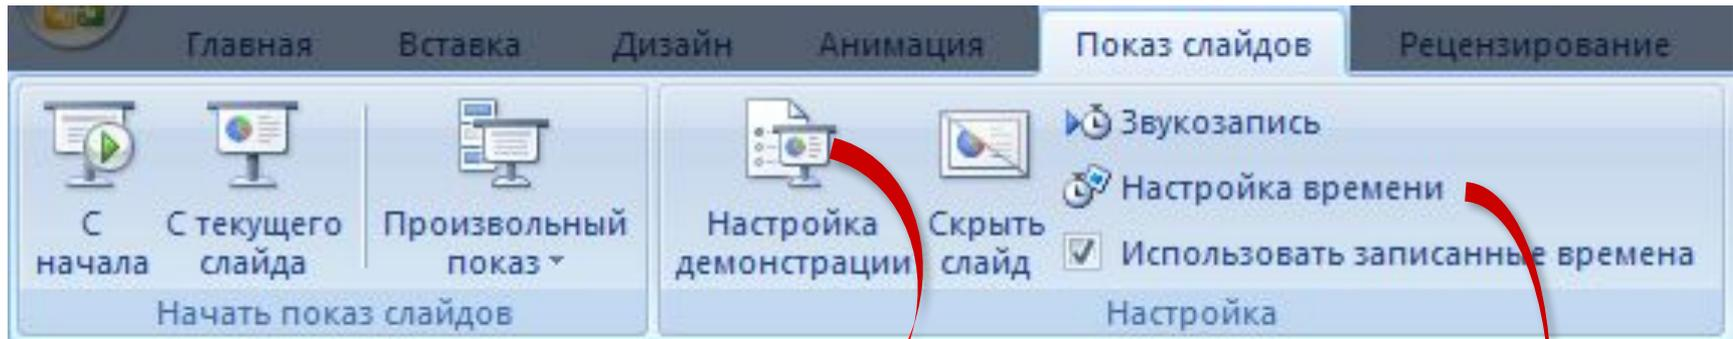 Главная Вставка Дизайн Анимация Показ слайдов Рецензирование
С начала
С текущего слайда
Произвольный показ
Начать показ слайдов
Настройка демонстрации
Скрыть слайд
Звукозапись
Настройка времени
Использовать записанные времена
Настройка